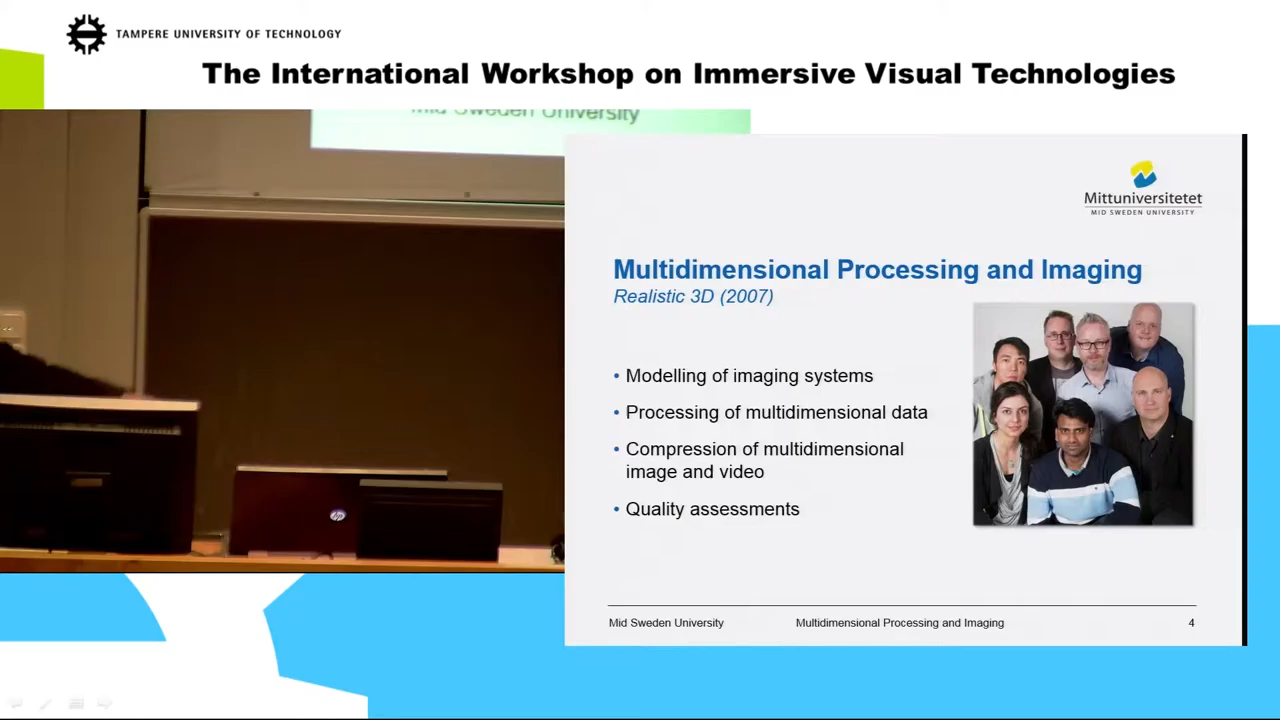 TAMPERE UNIVERSITY OF TECHNOLOGY
The International Workshop on Immersive Visual Technologies
Mid Sweden University
Mittuniversitetet
MID SWEDEN UNIVERSITY
Multidimensional Processing and Imaging
Realistic 3D (2007)
• Modelling of imaging systems
• Processing of multidimensional data
• Compression of multidimensional
image and video
• Quality assessments
hp
Mid Sweden University Multidimensional Processing and Imaging 4